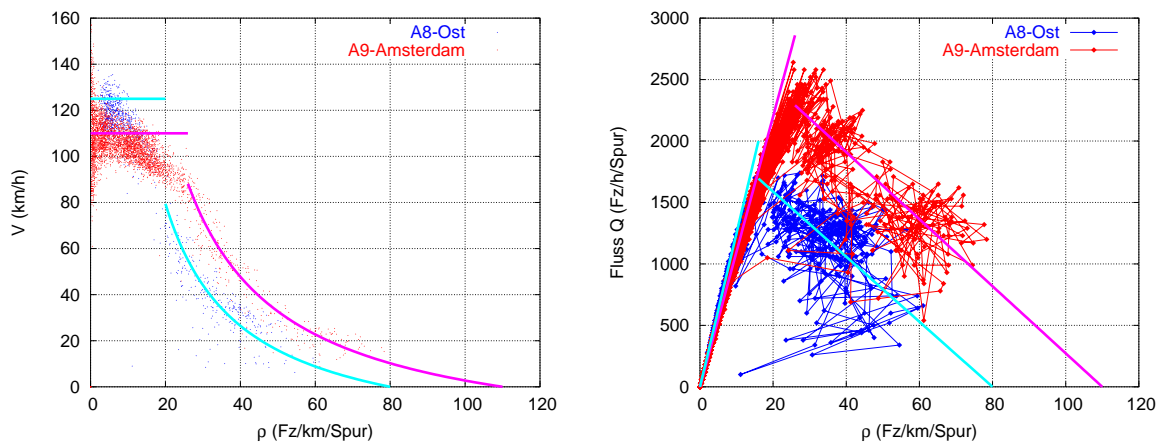 160
140
120
100
80
60
40
20
0
V (km/h)
A8-Ost
A9-Amsterdam
0 20 40 60 80 100 120
ρ (Fz/km/Spur)
3000
2500
2000
1500
1000
500
0
Fluss Q (Fz/h/Spur)
A8-Ost
A9-Amsterdam
0 20 40 60 80 100 120
ρ (Fz/km/Spur)